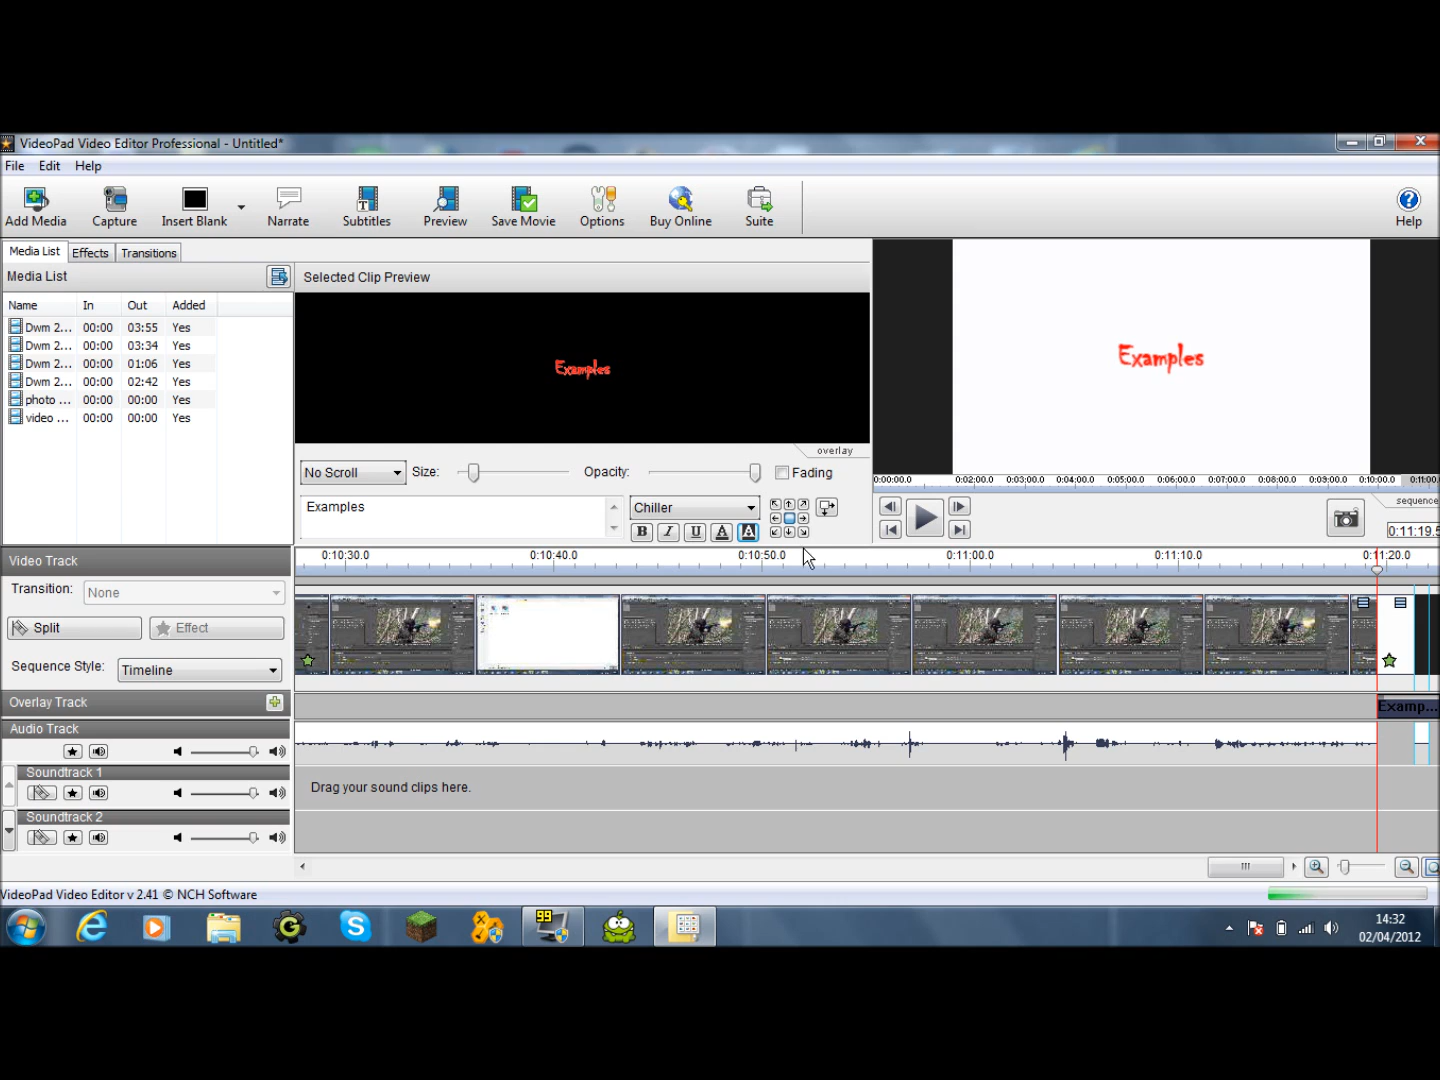 VideoPad Video Editor Professional - Untitled*
File Edit Help
Add Media Capture Insert Blank Narrate Subtitles Preview Save Movie Options Buy Online Suite Help
Media List Effects Transitions
Media List
Selected Clip Preview
Name In Out Added
Dwm 2... 00:00 03:55 Yes
Dwm 2... 00:00 03:34 Yes
Dwm 2... 00:00 01:06 Yes
Dwm 2... 00:00 02:42 Yes
photo ... 00:00 00:00 Yes
video ... 00:00 00:00 Yes
Examples
Examples
overlay
No Scroll Size: Opacity: Fading
Examples
Chiller
B I U A A
0:00:00.0 0:02:00.0 0:03:00.0 0:04:00.0 0:05:00.0 0:06:00.0 0:07:00.0 0:08:00.0 0:09:00.0 0:10:00.0 0:11:00.
sequence
0:11:19.5
Video Track
0:10:30.0 0:10:40.0 0:10:50.0 0:11:00.0 0:11:10.0 0:11:20.0
Transition: None
Split Effect
Sequence Style: Timeline
Overlay Track
Examp...
Audio Track
Soundtrack 1
Drag your sound clips here.
Soundtrack 2
VideoPad Video Editor v 2.41 © NCH Software
99
14:32
02/04/2012